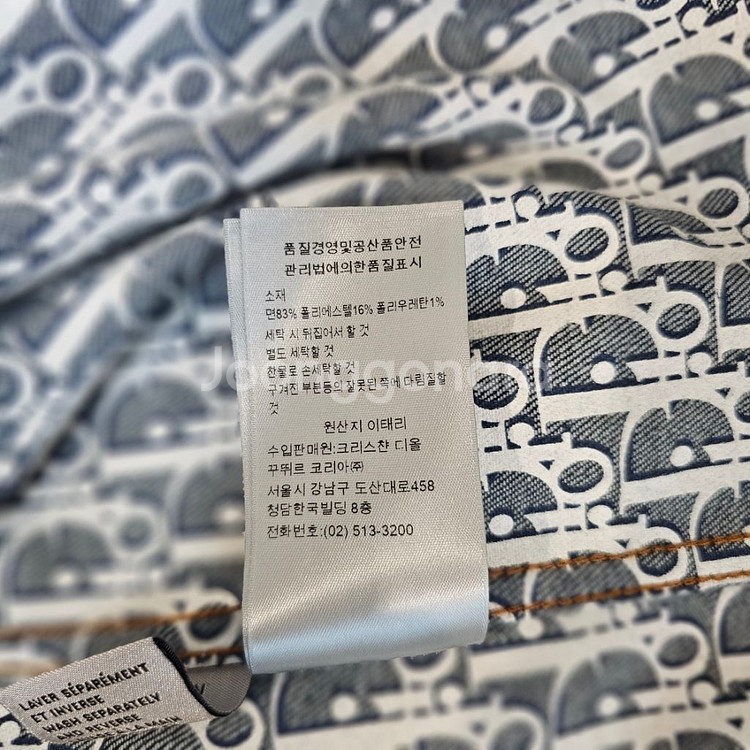 품질경영및공산품안전
관리법에의한품질표시
소재
면83% 폴리에스텔16% 폴리우레탄1%
세탁 시 뒤집어서 할 것
별도 세탁할 것
찬물로 손세탁할 것
구겨진 부분등의 잘못된 쪽에 다림질할
것
원산지 이태리
수입판매원:크리스챤 디올
꾸뛰르 코리아㈜
서울시 강남구 도산대로458
청담한국빌딩 8층
전화번호:(02) 513-3200
LAVER SÉPARÉMENT
ET INVERSE
WASH SEPARATELY
AND REVERSE